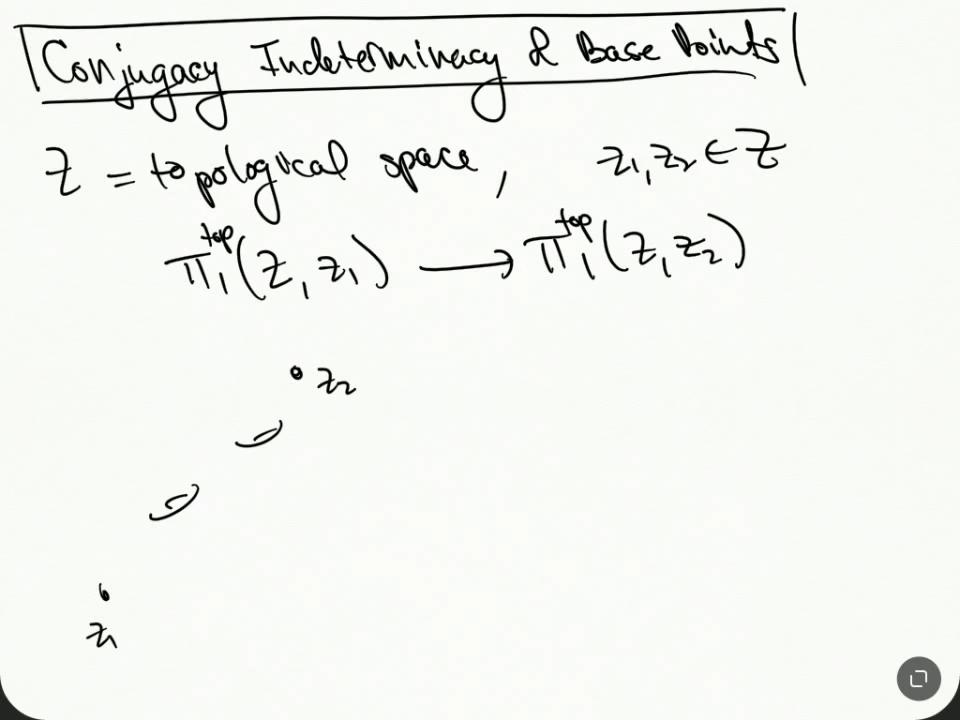 Conjugacy Indeterminacy & Base Points
Z = topological space, z₁, z₂ ∈ Z
π₁ᵗᵒᵖ(Z, z₁) ⟶ π₁ᵗᵒᵖ(Z, z₂)
z₂
z₁